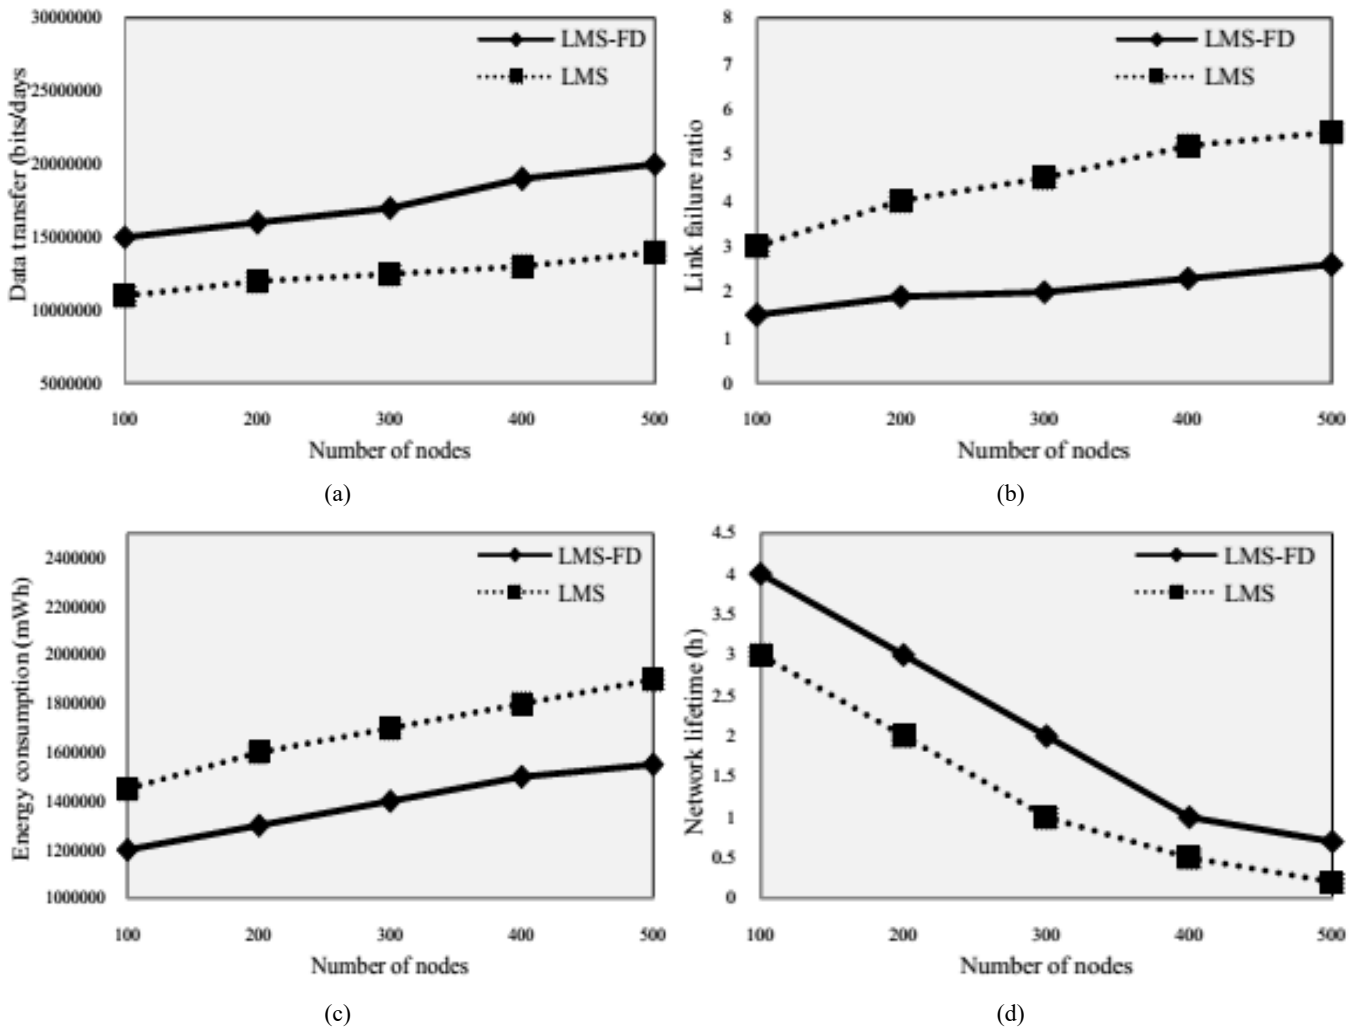 30000000
25000000
20000000
15000000
10000000
5000000
Data transfer (bits/days
LMS-FD
LMS
100 200 300 400 500
Number of nodes
(a)
8
7
6
5
4
3
2
1
0
Link failure ratio
LMS-FD
LMS
100 200 300 400 500
Number of nodes
(b)
2400000
2200000
2000000
1800000
1600000
1400000
1200000
1000000
Energy consumption (mWh)
LMS-FD
LMS
100 200 300 400 500
Number of nodes
(c)
4.5
4
3.5
3
2.5
2
1.5
1
0.5
0
Network lifetime (h)
LMS-FD
LMS
100 200 300 400 500
Number of nodes
(d)